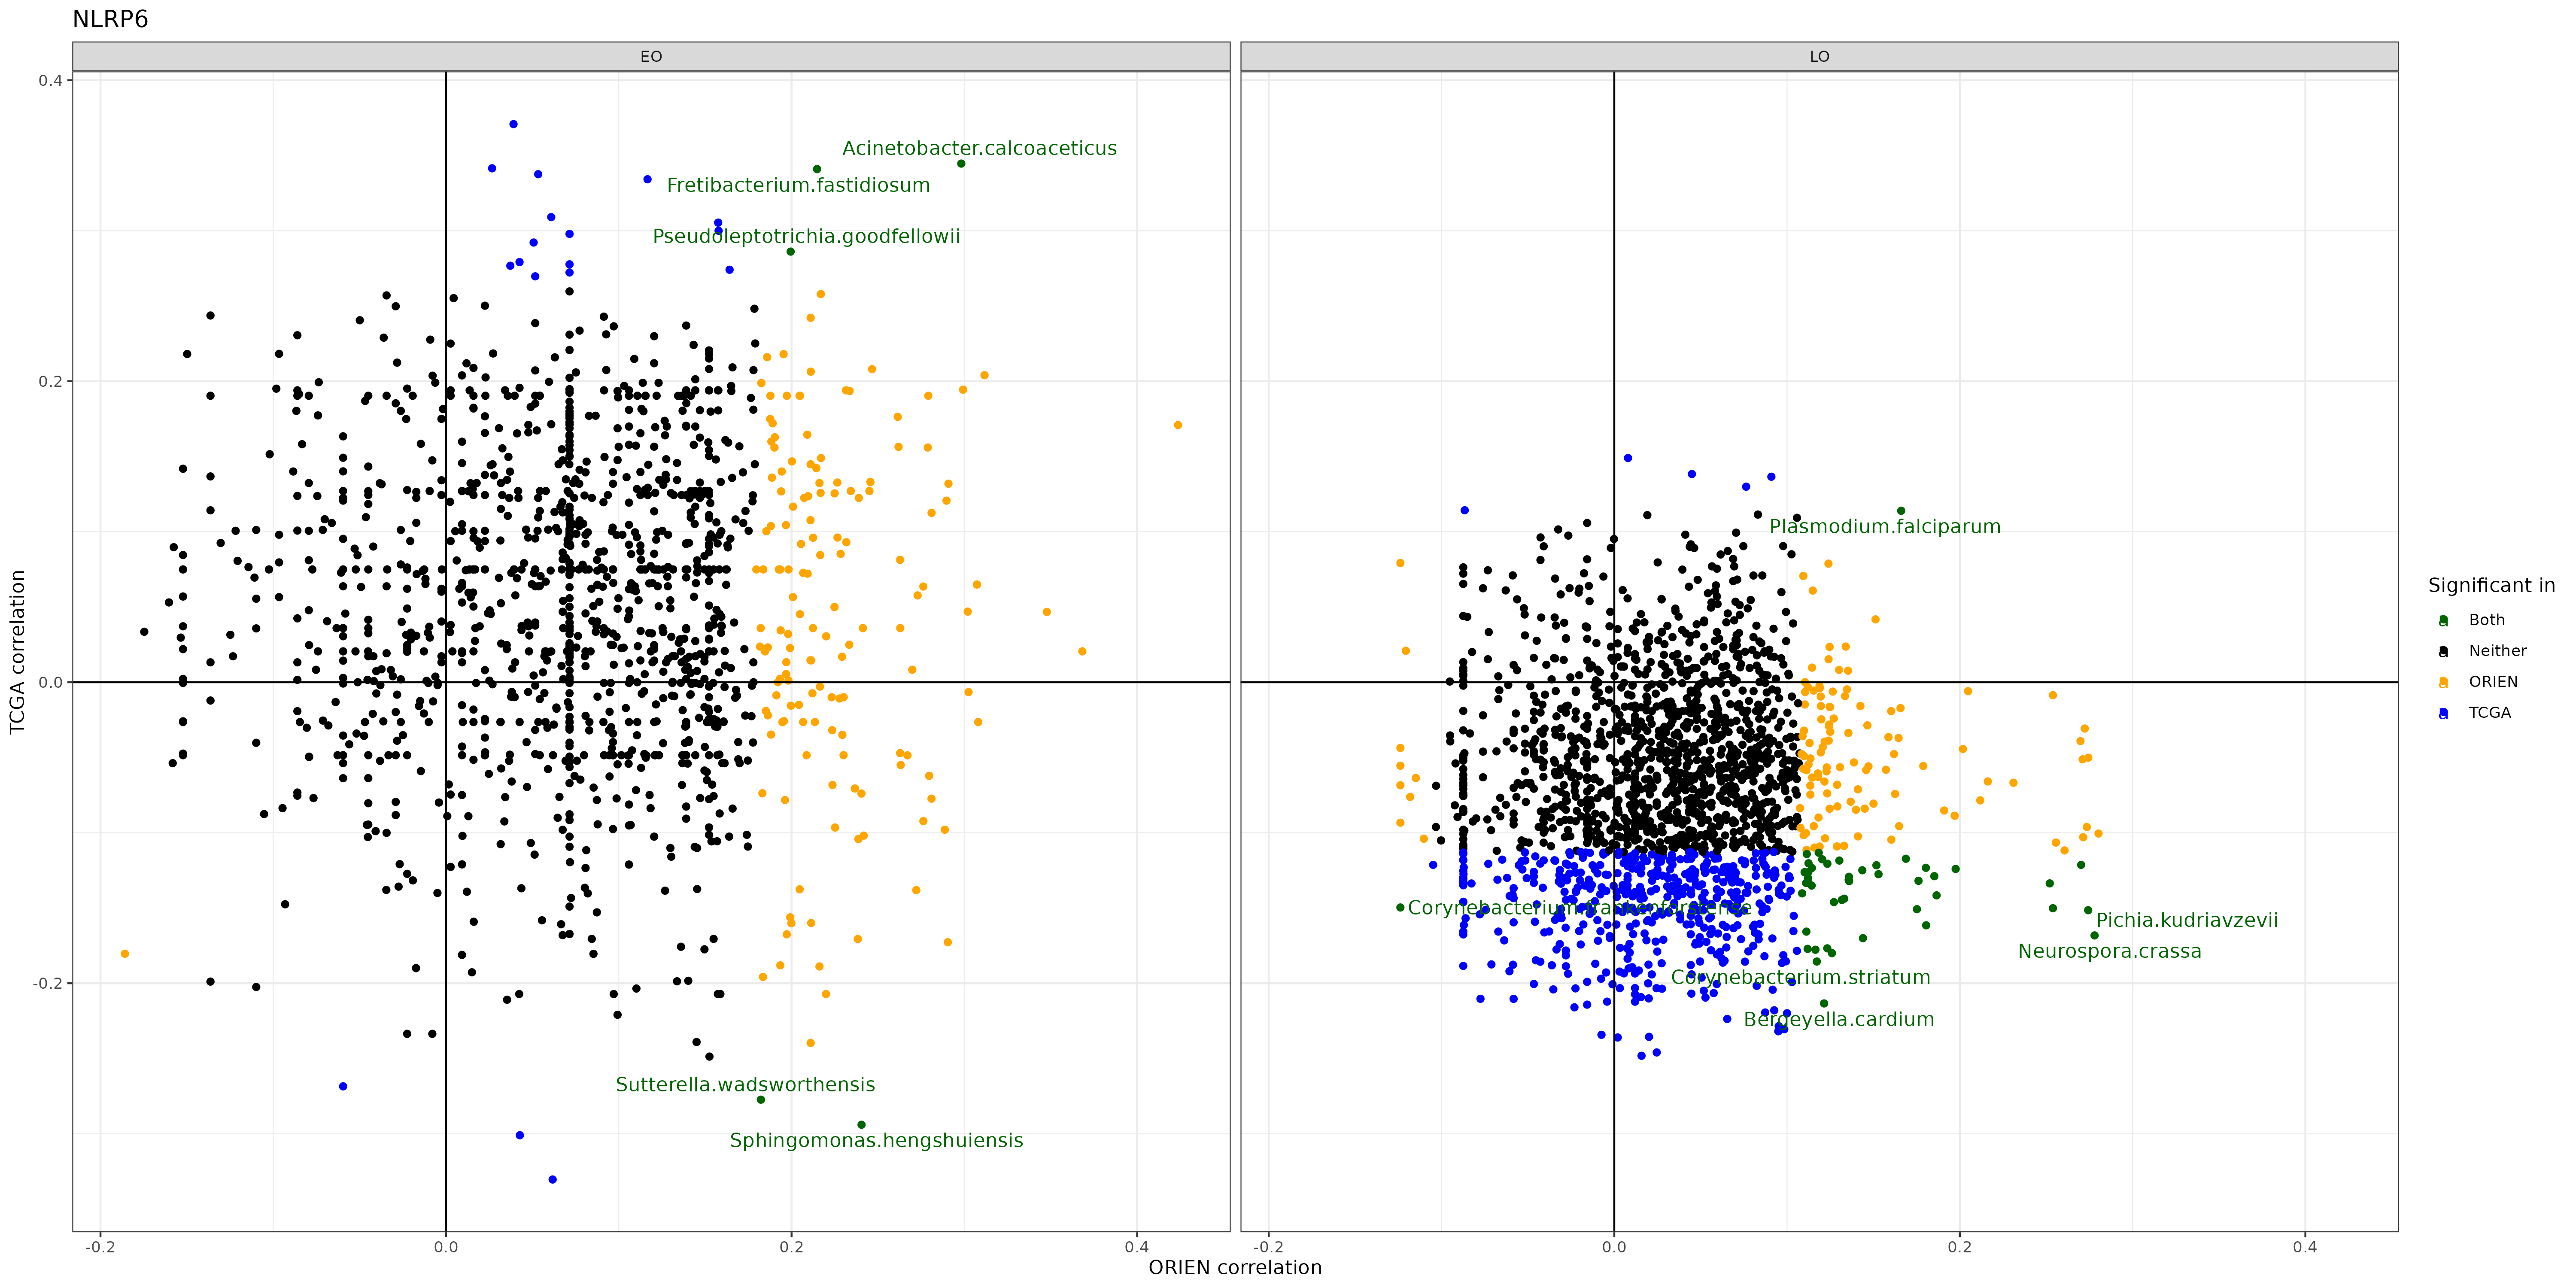 NLRP6
EO
LO
0.4
0.2
0.0
-0.2
TCGA correlation
Acinetobacter.calcoaceticus
Fretibacterium.fastidiosum
Pseudoleptotrichia.goodfellowii
Sutterella.wadsworthensis
Sphingomonas.hengshuiensis
Plasmodium.falciparum
Pichia.kudriavzevii
Neurospora.crassa
Corynebacterium.striatum
Bergeyella.cardium
-0.2
0.0
0.2
0.4
-0.2
0.0
0.2
0.4
ORIEN correlation
Significant in
a Both
a Neither
a ORIEN
a TCGA